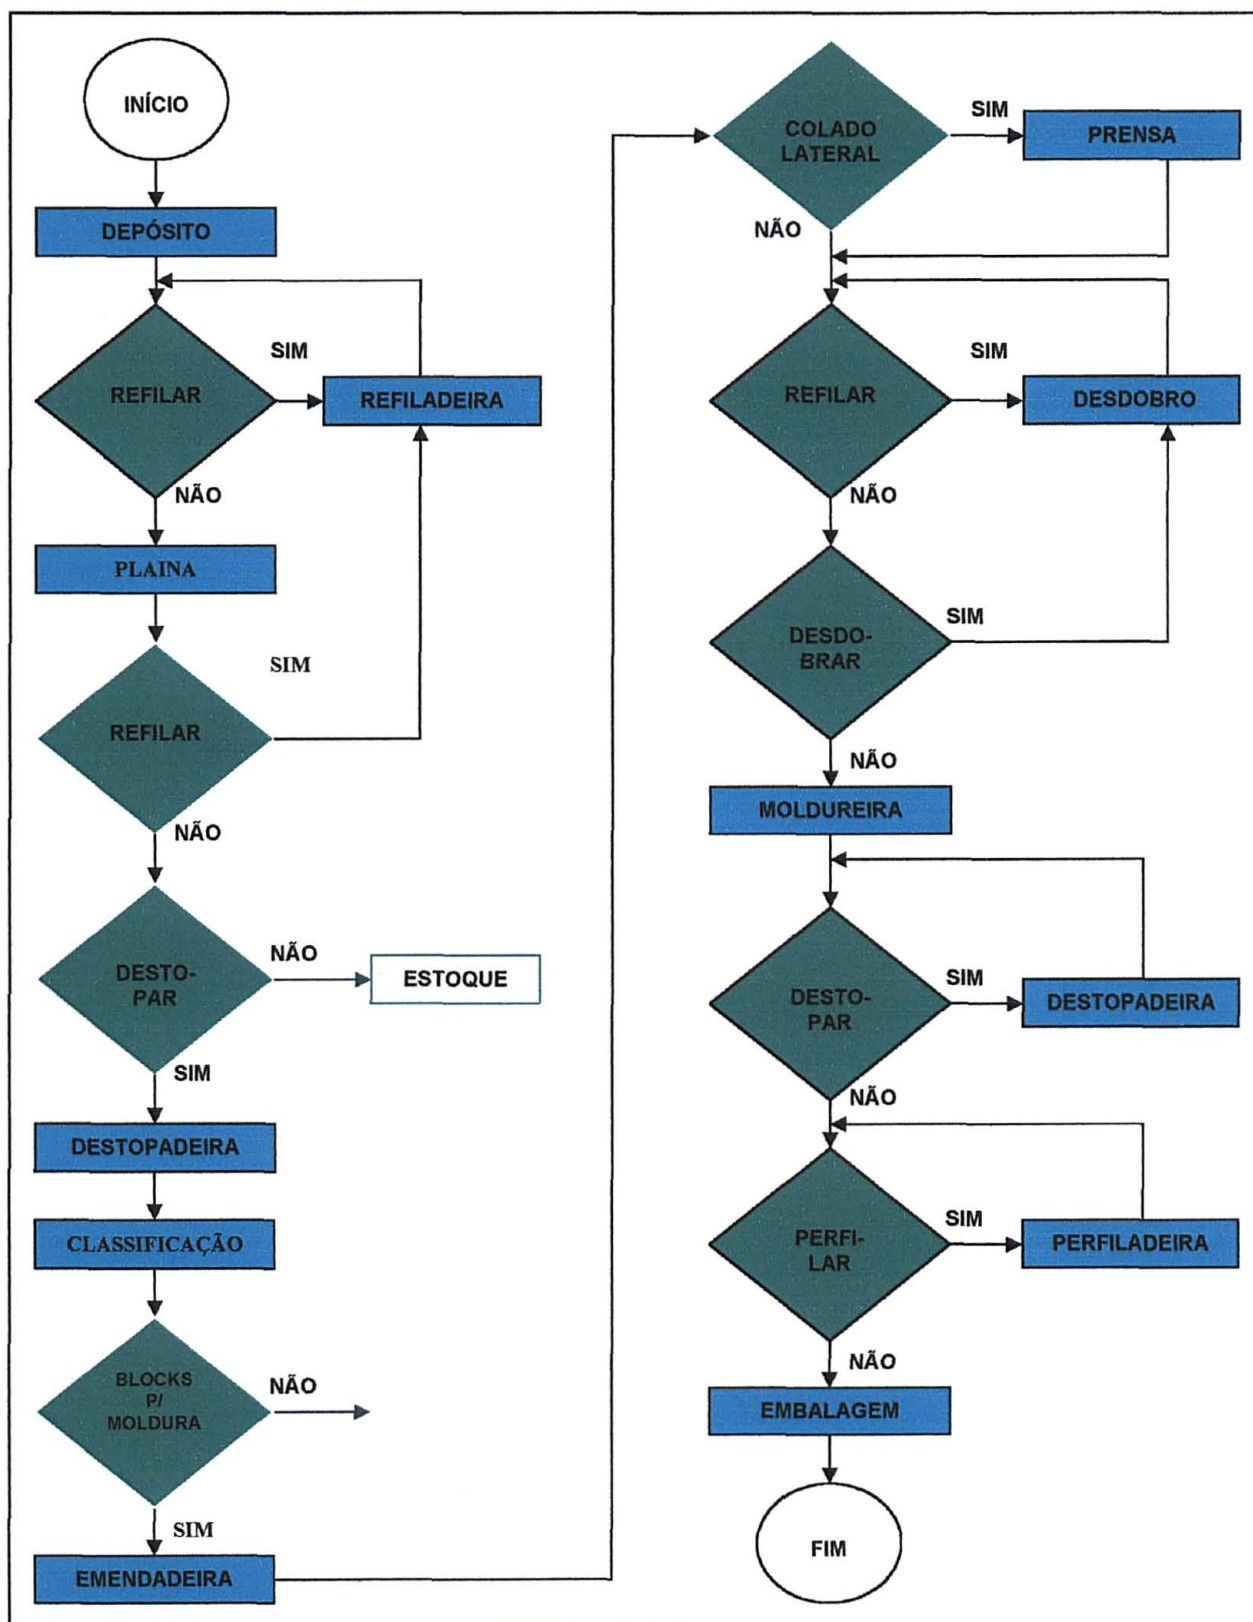 INÍCIO
DEPÓSITO
REFILAR
SIM
REFILADEIRA
NÃO
PLAINA
SIM
REFILAR
NÃO
DESTO-
PAR
NÃO
ESTOQUE
SIM
DESTOPADEIRA
CLASSIFICAÇÃO
BLOCKS
P/
MOLDURA
NÃO
SIM
EMENDADEIRA
COLADO
LATERAL
SIM
PRENSA
NÃO
REFILAR
SIM
DESDOBRO
NÃO
DESDO-
BRAR
SIM
NÃO
MOLDUREIRA
DESTO-
PAR
SIM
DESTOPADEIRA
NÃO
PERFI-
LAR
SIM
PERFILADEIRA
NÃO
EMBALAGEM
FIM